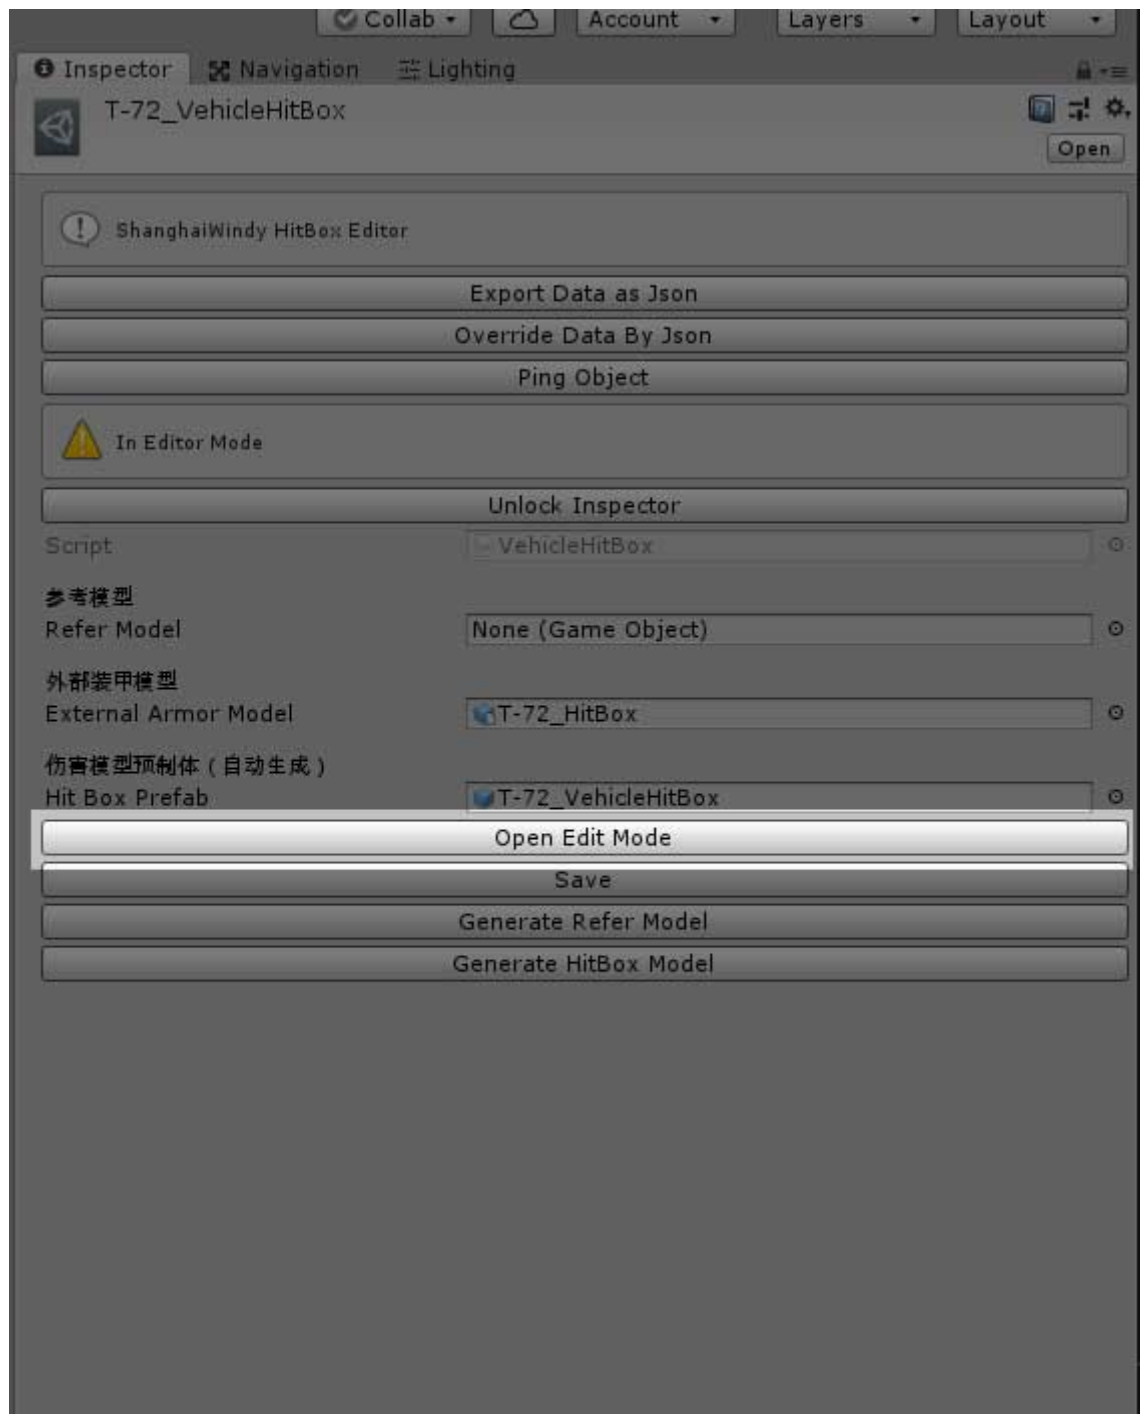 Collab Account Layers Layout
Inspector Navigation Lighting
T-72_VehicleHitBox
Open
ShanghaiWindy HitBox Editor
Export Data as Json
Override Data By Json
Ping Object
In Editor Mode
Unlock Inspector
Script VehicleHitBox
参考模型
Refer Model None (Game Object)
外部装甲模型
External Armor Model T-72_HitBox
伤害模型预制体（自动生成）
Hit Box Prefab T-72_VehicleHitBox
Open Edit Mode
Save
Generate Refer Model
Generate HitBox Model